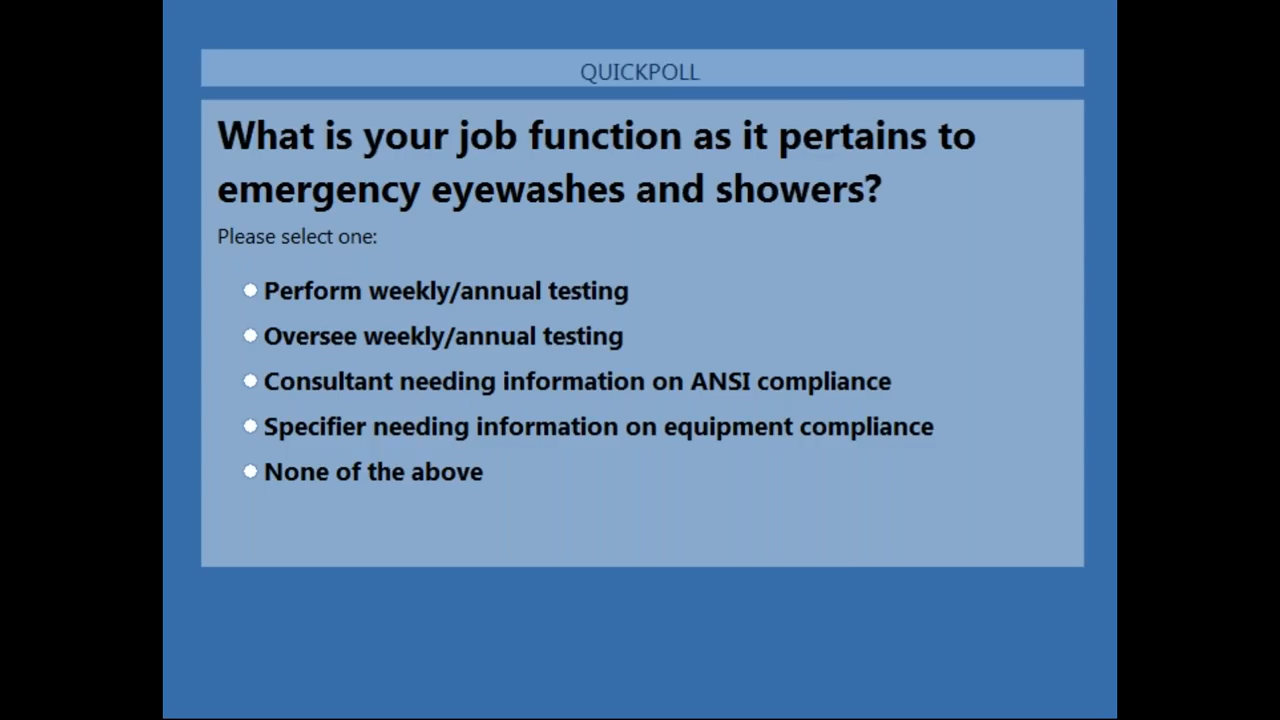 QUICKPOLL
What is your job function as it pertains to
emergency eyewashes and showers?
Please select one:
Perform weekly/annual testing
Oversee weekly/annual testing
Consultant needing information on ANSI compliance
Specifier needing information on equipment compliance
None of the above